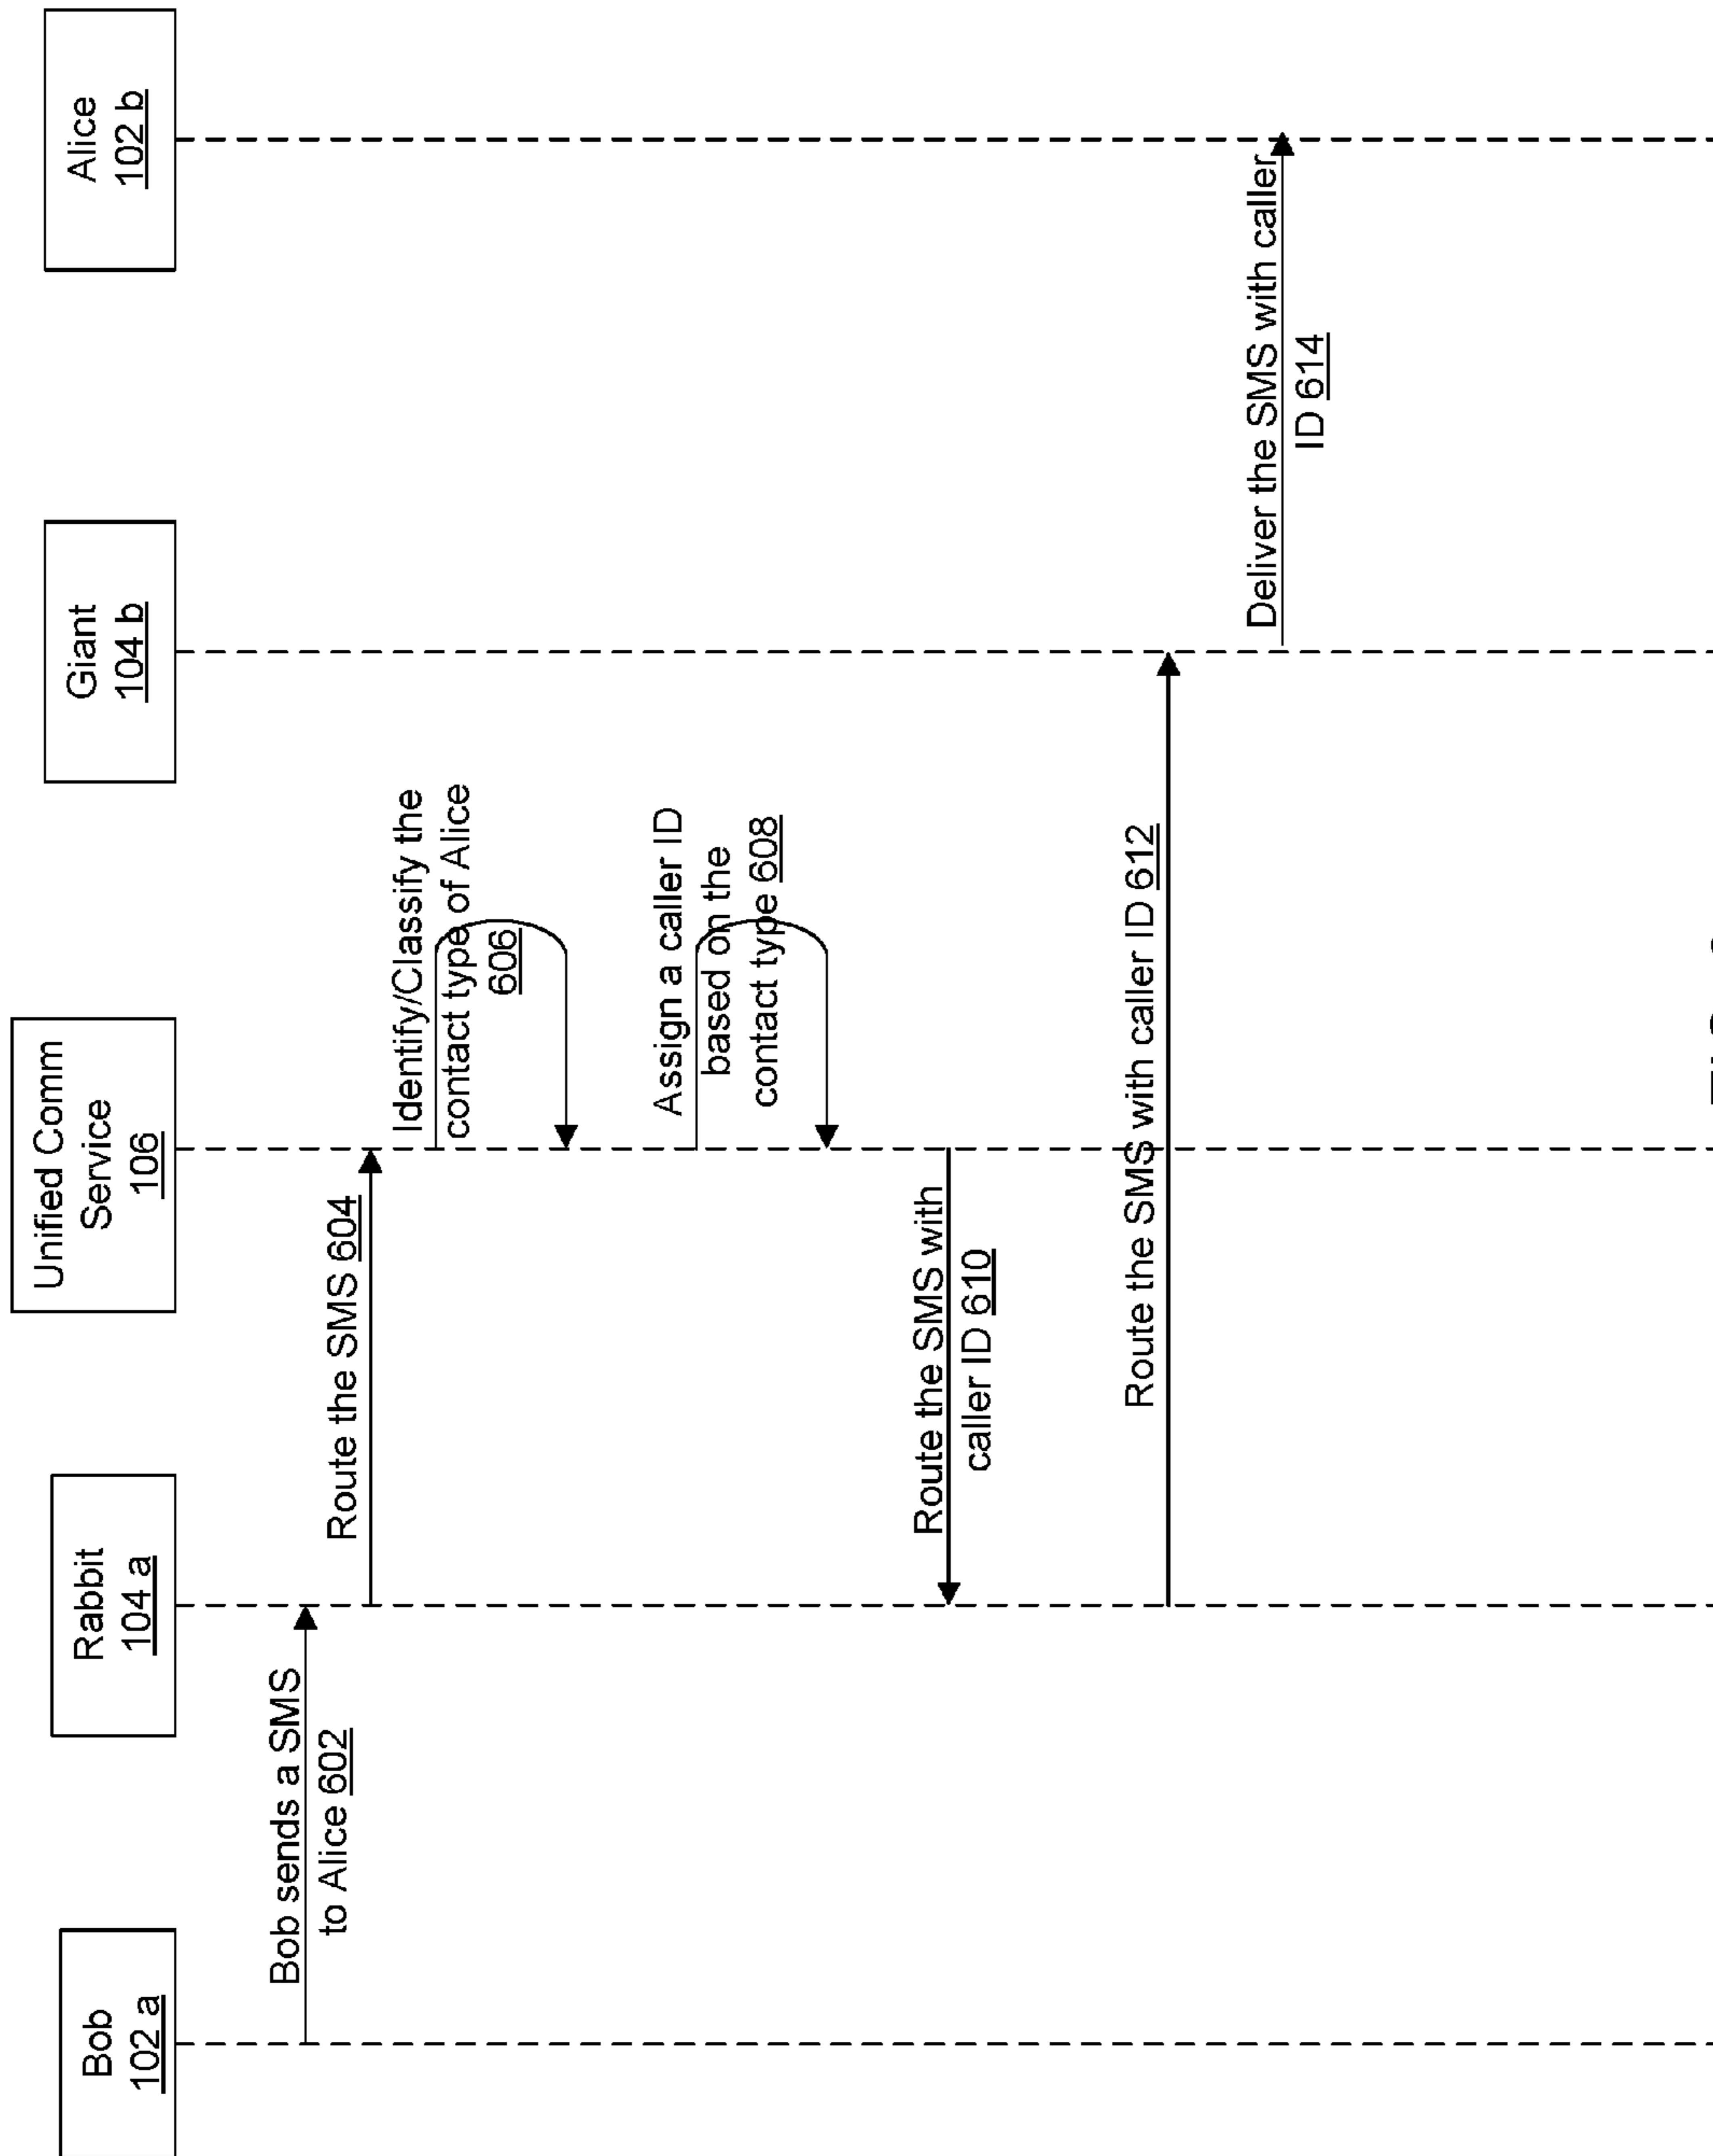 Bob
102 a
Rabbit
104 a
Unified Comm
Service
106
Giant
104 b
Alice
102 b
Bob sends a SMS
to Alice 602
Route the SMS 604
Identify/Classify the
contact type of Alice
606
Assign a caller ID
based on the
contact type 608
Route the SMS with
caller ID 610
Route the SMS with caller ID 612
Deliver the SMS with caller
ID 614